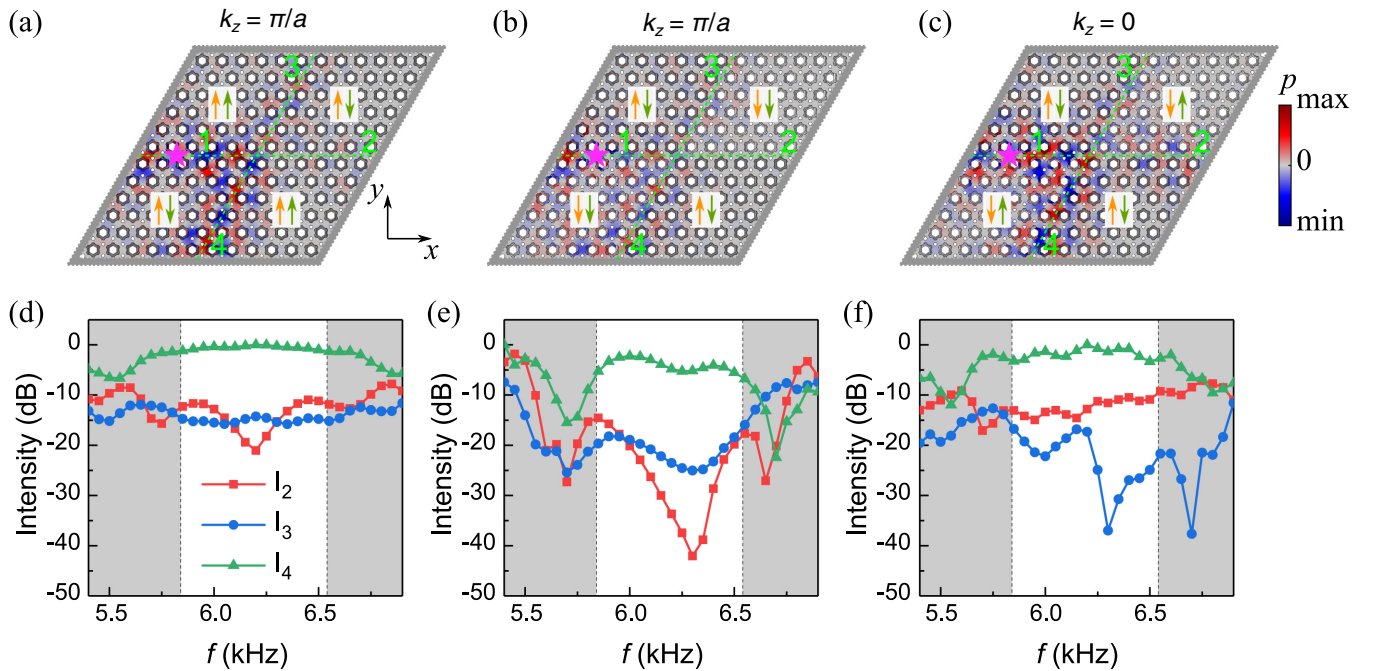 (a)
k_z = π/a
3
1
2
4
y
x
(b)
k_z = π/a
3
1
2
4
(c)
k_z = 0
3
1
2
4
p
max
0
min
(d)
Intensity (dB)
0
-10
-20
-30
-40
-50
I₂
I₃
I₄
5.5
6.0
6.5
f (kHz)
(e)
Intensity (dB)
0
-10
-20
-30
-40
-50
5.5
6.0
6.5
f (kHz)
(f)
Intensity (dB)
0
-10
-20
-30
-40
-50
5.5
6.0
6.5
f (kHz)